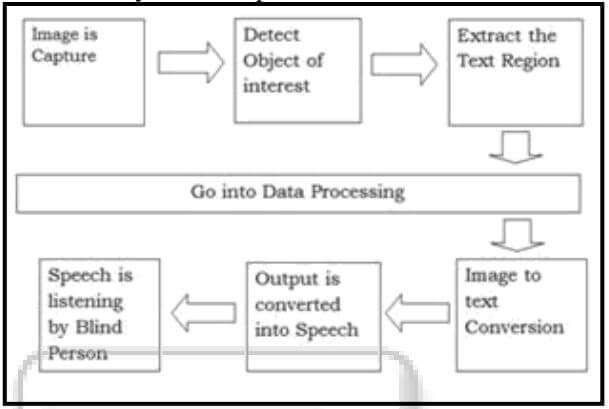 Image is
Capture
Detect
Object of
interest
Extract the
Text Region
Go into Data Processing
Image to
text
Conversion
Output is
converted
into Speech
Speech is
listening
by Blind
Person